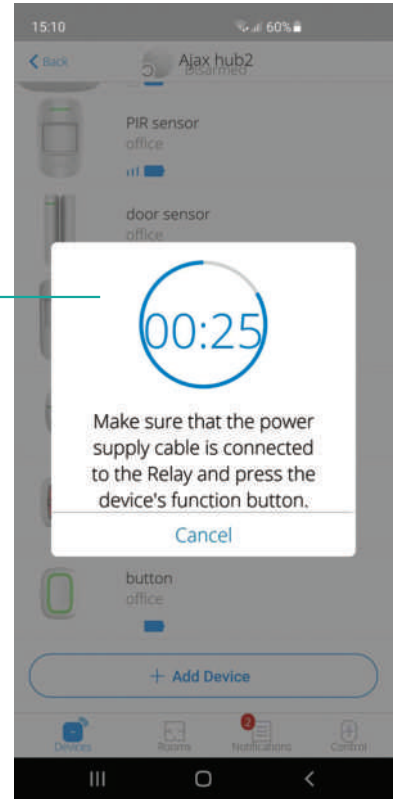 15:10
60%
Back
Ajax hub2
Disarmed
PIR sensor
office
door sensor
office
00:25
Make sure that the power
supply cable is connected
to the Relay and press the
device's function button.
Cancel
button
office
+ Add Device
2
Devices
Rooms
Notifications
Control